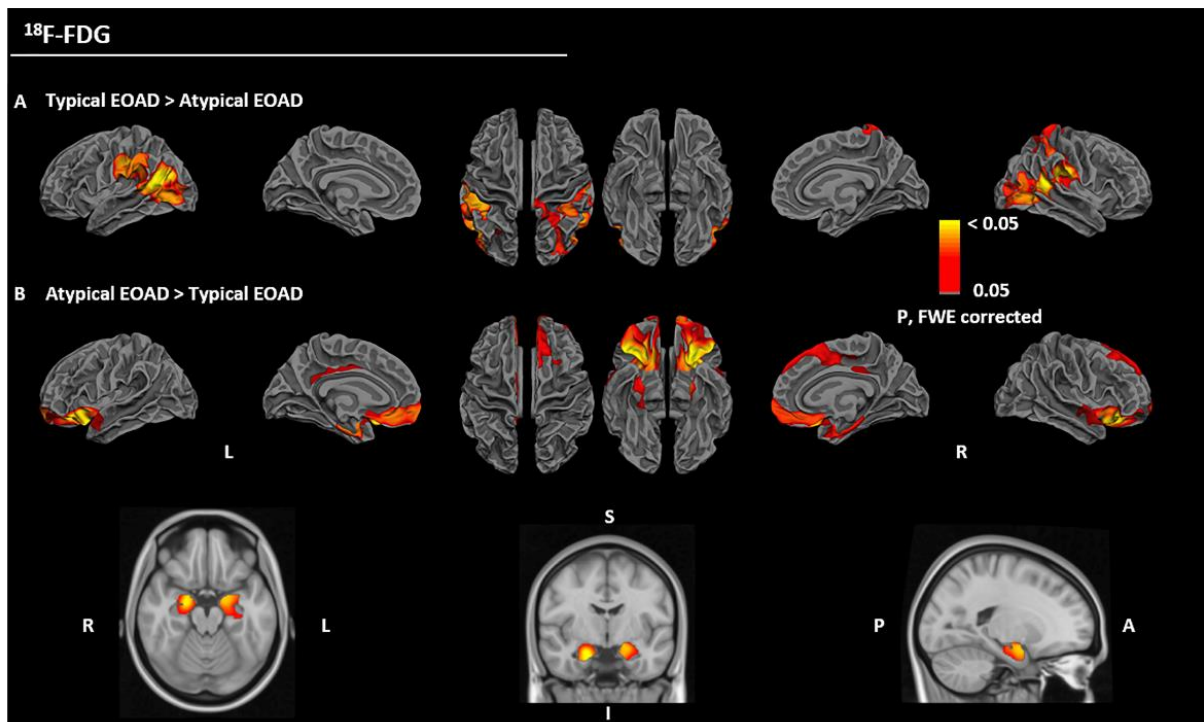 ¹⁸F-FDG
A Typical EOAD > Atypical EOAD
< 0.05
0.05
P, FWE corrected
B Atypical EOAD > Typical EOAD
L
R
S
R
L
P
A
I